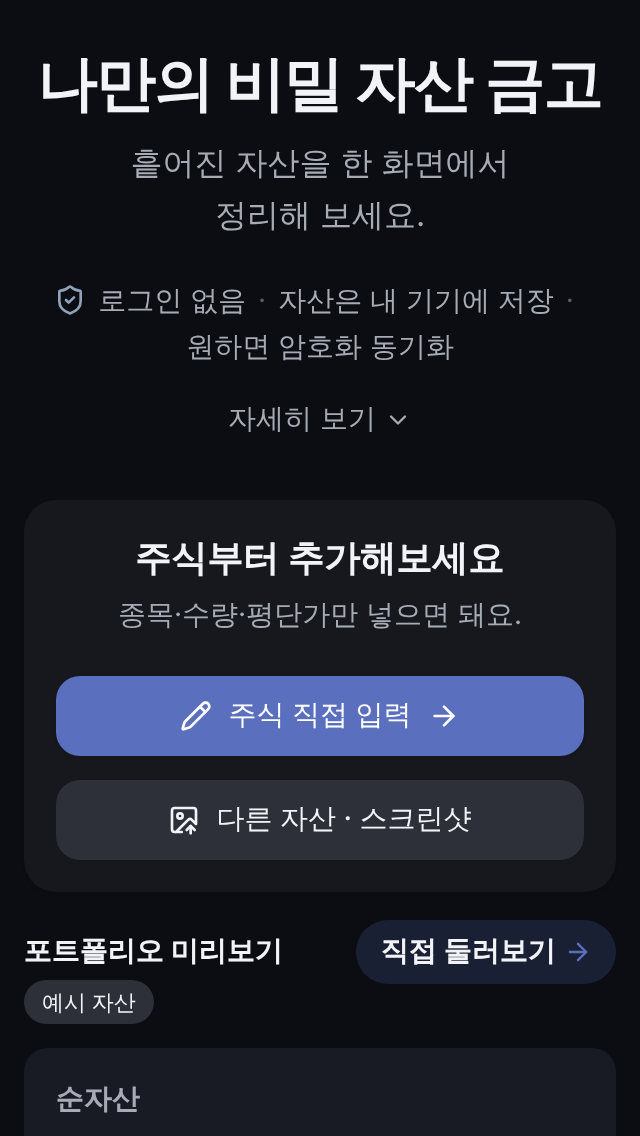 나만의 비밀 자산 금고
흩어진 자산을 한 화면에서
정리해 보세요.
로그인 없음 · 자산은 내 기기에 저장 ·
원하면 암호화 동기화
자세히 보기
주식부터 추가해보세요
종목·수량·평단가만 넣으면 돼요.
주식 직접 입력
다른 자산 · 스크린샷
포트폴리오 미리보기
직접 둘러보기
예시 자산
순자산